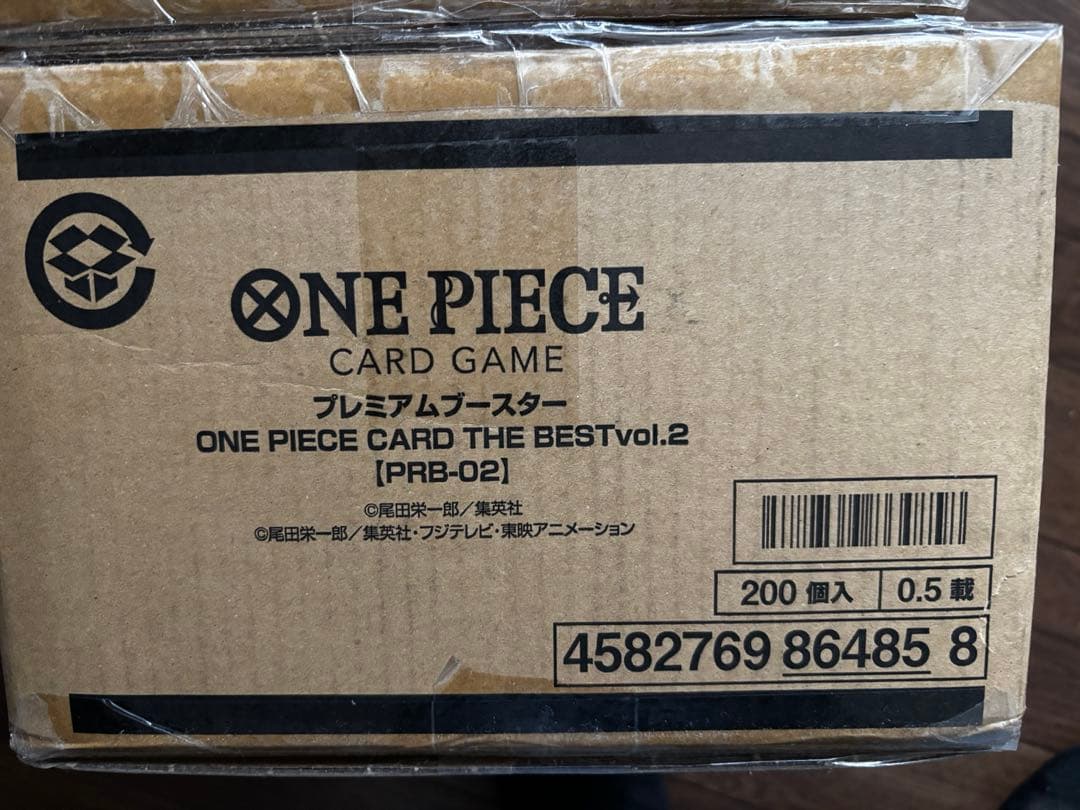 ONE PIECE
CARD GAME
プレミアムブースター
ONE PIECE CARD THE BESTvol.2
【PRB-02】
©尾田栄一郎／集英社
©尾田栄一郎／集英社・フジテレビ・東映アニメーション
200 個入 0.5 載
4582769 86485 8